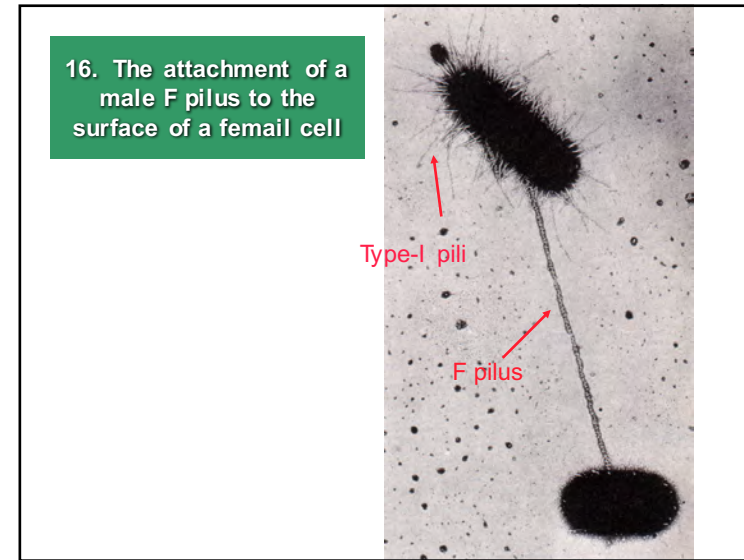 16. The attachment of a
male F pilus to the
surface of a femail cell
Type-I pili
F pilus